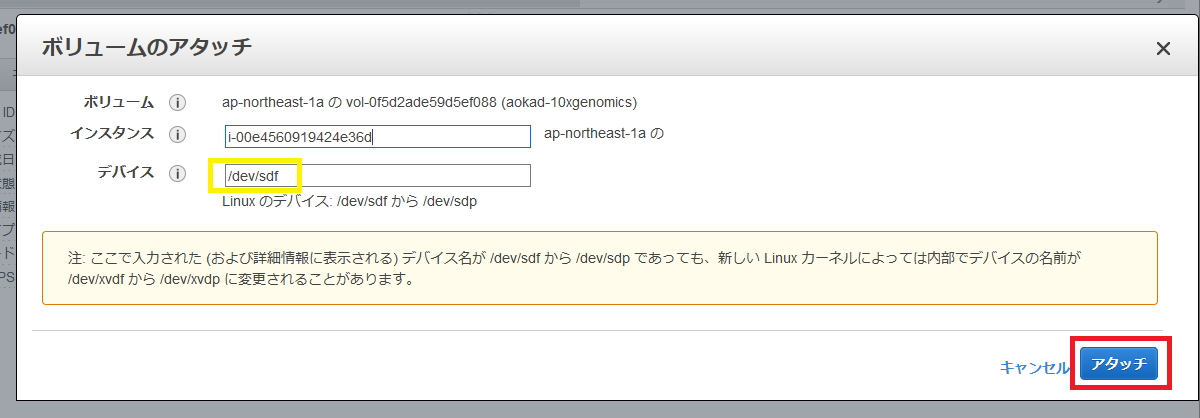 ef0
ボリュームのアタッチ
ボリューム i ap-northeast-1a の vol-0f5d2ade59d5ef088 (aokad-10xgenomics)
インスタンス i i-00e4560919424e36d ap-northeast-1a の
デバイス i /dev/sdf
Linux のデバイス: /dev/sdf から /dev/sdp
ID
ズ
日
状態
情報
プ
ード
PS
注: ここで入力された (および詳細情報に表示される) デバイス名が /dev/sdf から /dev/sdp であっても、新しい Linux カーネルによっては内部でデバイスの名前が
/dev/xvdf から /dev/xvdp に変更されることがあります。
キャンセル アタッチ